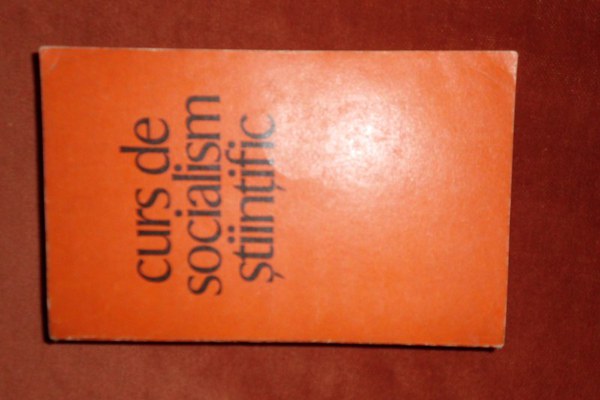 curs de
socialism
științific